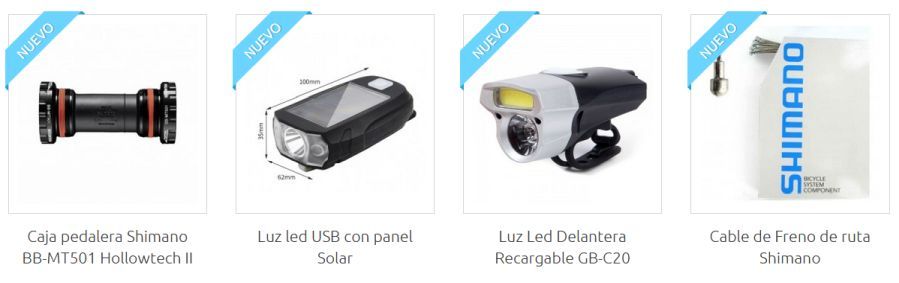 NUEVO
Caja pedalera Shimano
BB-MT501 Hollowtech II
NUEVO
100mm
35mm
62mm
Luz led USB con panel
Solar
NUEVO
Luz Led Delantera
Recargable GB-C20
NUEVO
SHIMANO
BICYCLE
SYSTEM
COMPONENT
Cable de Freno de ruta
Shimano